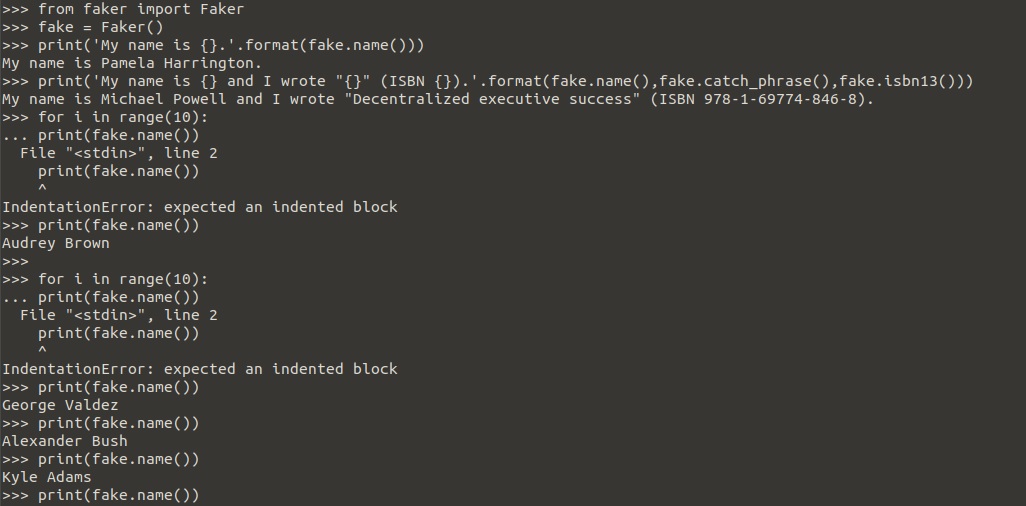 >>> from faker import Faker
>>> fake = Faker()
>>> print('My name is {}.'.format(fake.name()))
My name is Pamela Harrington.
>>> print('My name is {} and I wrote "{}" (ISBN {}).'.format(fake.name(),fake.catch_phrase(),fake.isbn13()))
My name is Michael Powell and I wrote "Decentralized executive success" (ISBN 978-1-69774-846-8).
>>> for i in range(10):
... print(fake.name())
  File "<stdin>", line 2
    print(fake.name())
    ^
IndentationError: expected an indented block
>>> print(fake.name())
Audrey Brown
>>>
>>> for i in range(10):
... print(fake.name())
  File "<stdin>", line 2
    print(fake.name())
    ^
IndentationError: expected an indented block
>>> print(fake.name())
George Valdez
>>> print(fake.name())
Alexander Bush
>>> print(fake.name())
Kyle Adams
>>> print(fake.name())